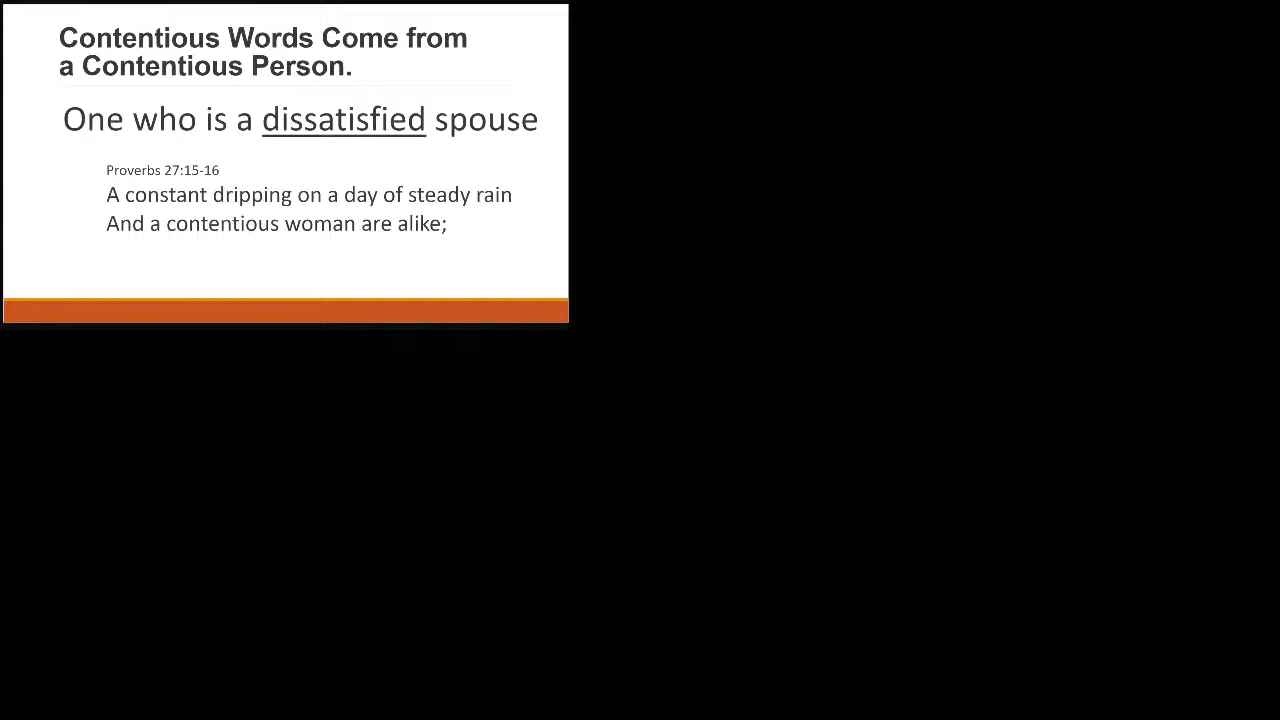 Contentious Words Come from
a Contentious Person.
One who is a dissatisfied spouse
Proverbs 27:15-16
A constant dripping on a day of steady rain
And a contentious woman are alike;